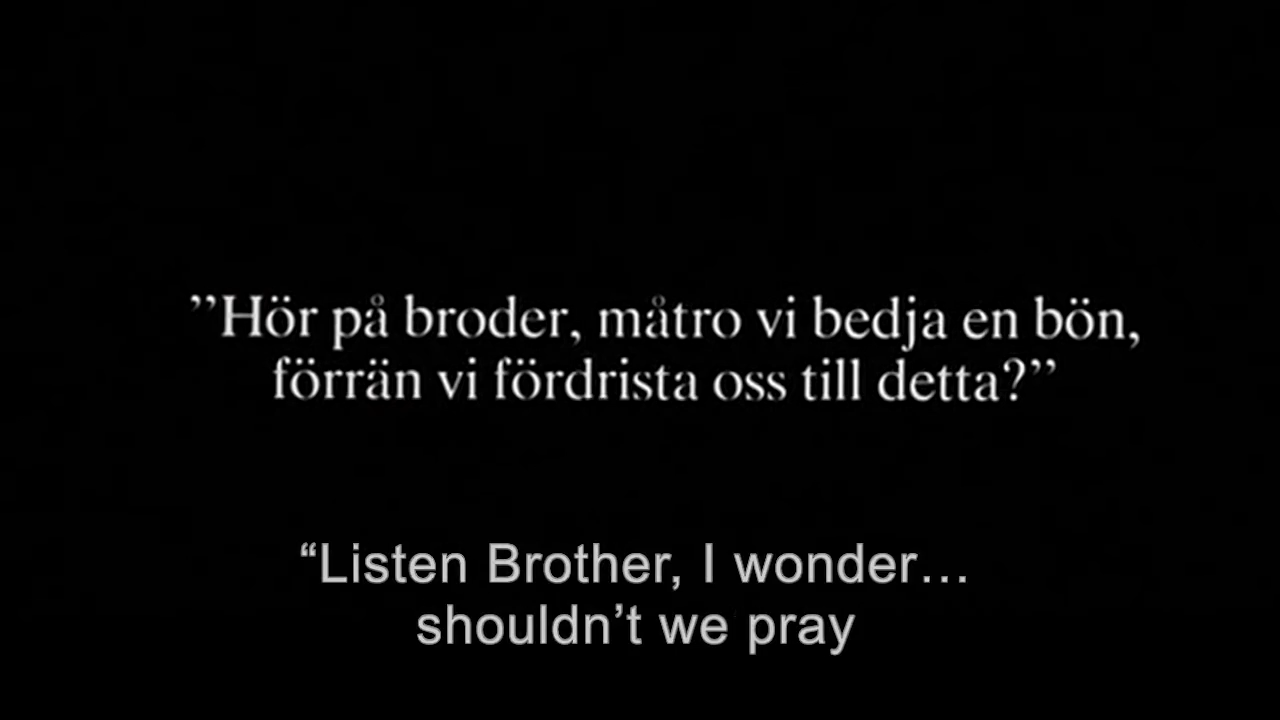 ”Hör på broder, måtro vi bedja en bön,
förrän vi fördrista oss till detta?”
“Listen Brother, I wonder…
shouldn’t we pray